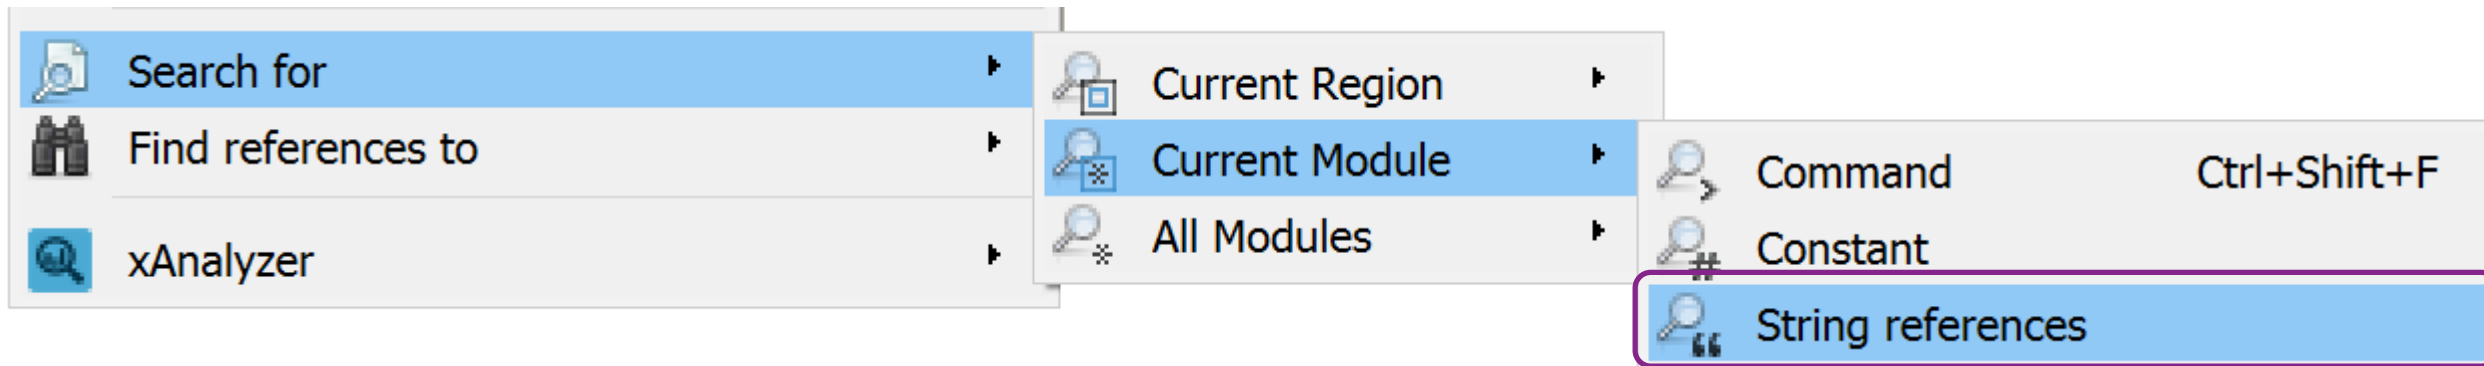 Search for
Find references to
xAnalyzer
Current Region
Current Module
All Modules
Command Ctrl+Shift+F
Constant
String references